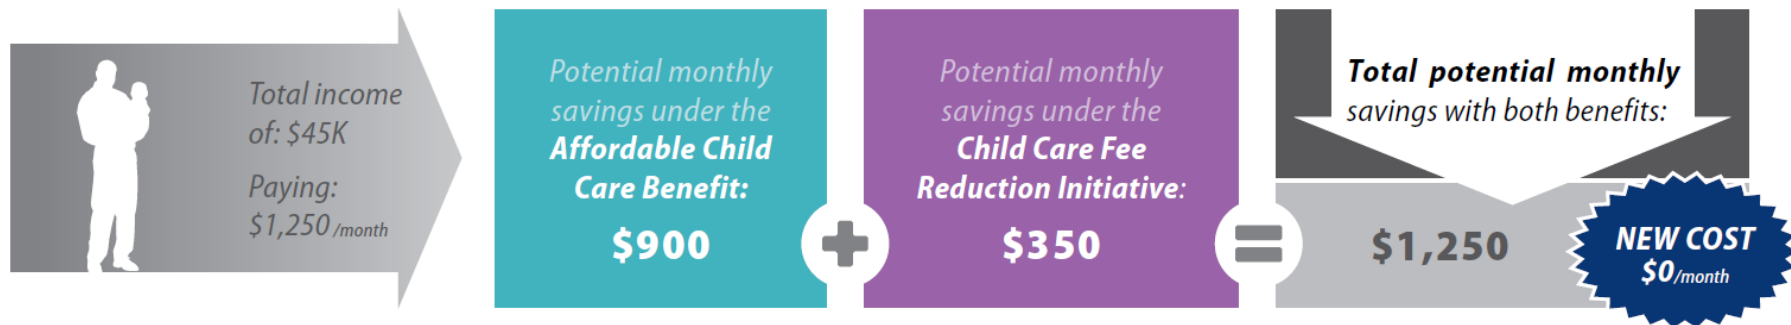 Total income
of: $45K
Paying:
$1,250 /month
Potential monthly
savings under the
Affordable Child
Care Benefit:
$900
+
Potential monthly
savings under the
Child Care Fee
Reduction Initiative:
$350
=
Total potential monthly
savings with both benefits:
$1,250
NEW COST
$0/month